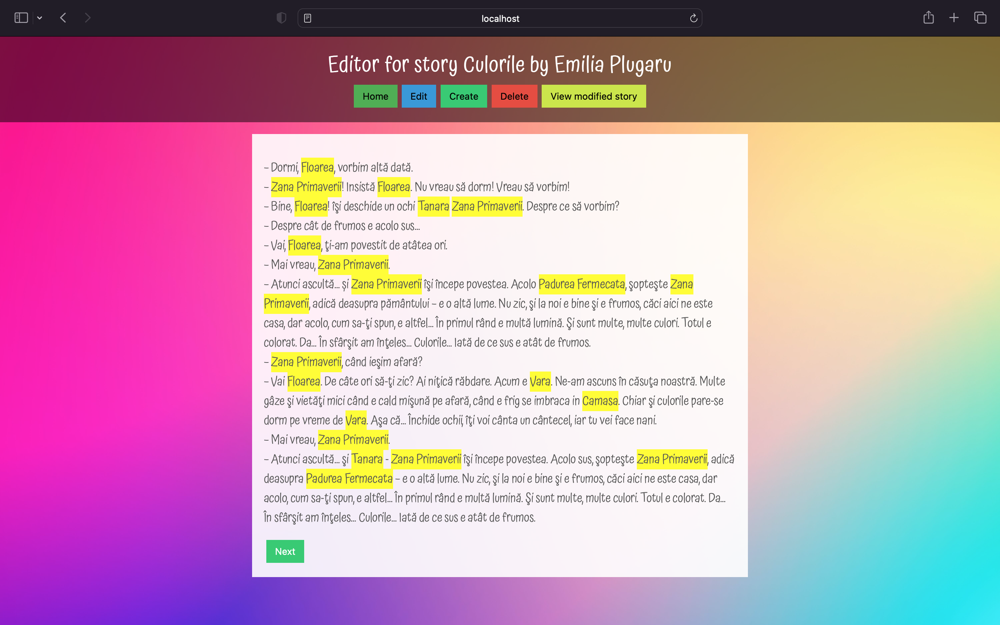 localhost
Editor for story Culorile by Emilia Plugaru
Home Edit Create Delete View modified story
– Dormi, Floarea, vorbim altă dată.
– Zana Primaverii! Insistă Floarea. Nu vreau să dorm! Vreau să vorbim!
– Bine, Floarea! îşi deschide un ochi Tanara Zana Primaverii. Despre ce să vorbim?
– Despre cât de frumos e acolo sus...
– Vai, Floarea, ţi-am povestit de atâtea ori.
– Mai vreau, Zana Primaverii.
– Atunci ascultă... și Zana Primaverii îşi începe povestea. Acolo Padurea Fermecata, şopteşte Zana
Primaverii, adică deasupra pământului – e o altă lume. Nu zic, şi la noi e bine şi e frumos, căci aici ne este
casa, dar acolo, cum sa-ţi spun, e altfel... În primul rând e multă lumină. Şi sunt multe, multe culori. Totul e
colorat. Da... În sfârşit am înţeles... Culorile... Iată de ce sus e atât de frumos.
– Zana Primaverii, când ieşim afară?
– Vai Floarea. De câte ori să-ţi zic? Ai niţică răbdare. Acum e Vara. Ne-am ascuns în căsuţa noastră. Multe
gâze şi vietăţi mici când e cald mişună pe afară, când e frig se imbraca in Camasa. Chiar şi culorile pare-se
dorm pe vreme de Vara. Aşa că... Închide ochii, îţi voi cânta un cântecel, iar tu vei face nani.
– Mai vreau, Zana Primaverii.
– Atunci ascultă... şi Tanara - Zana Primaverii îşi începe povestea. Acolo sus, şopteşte Zana Primaverii, adică
deasupra Padurea Fermecata – e o altă lume. Nu zic, şi la noi e bine şi e frumos, căci aici ne este casa, dar
acolo, cum sa-ţi spun, e altfel... În primul rând e multă lumină. Şi sunt multe, multe culori. Totul e colorat. Da...
În sfârşit am înţeles... Culorile... Iată de ce sus e atât de frumos.
Next